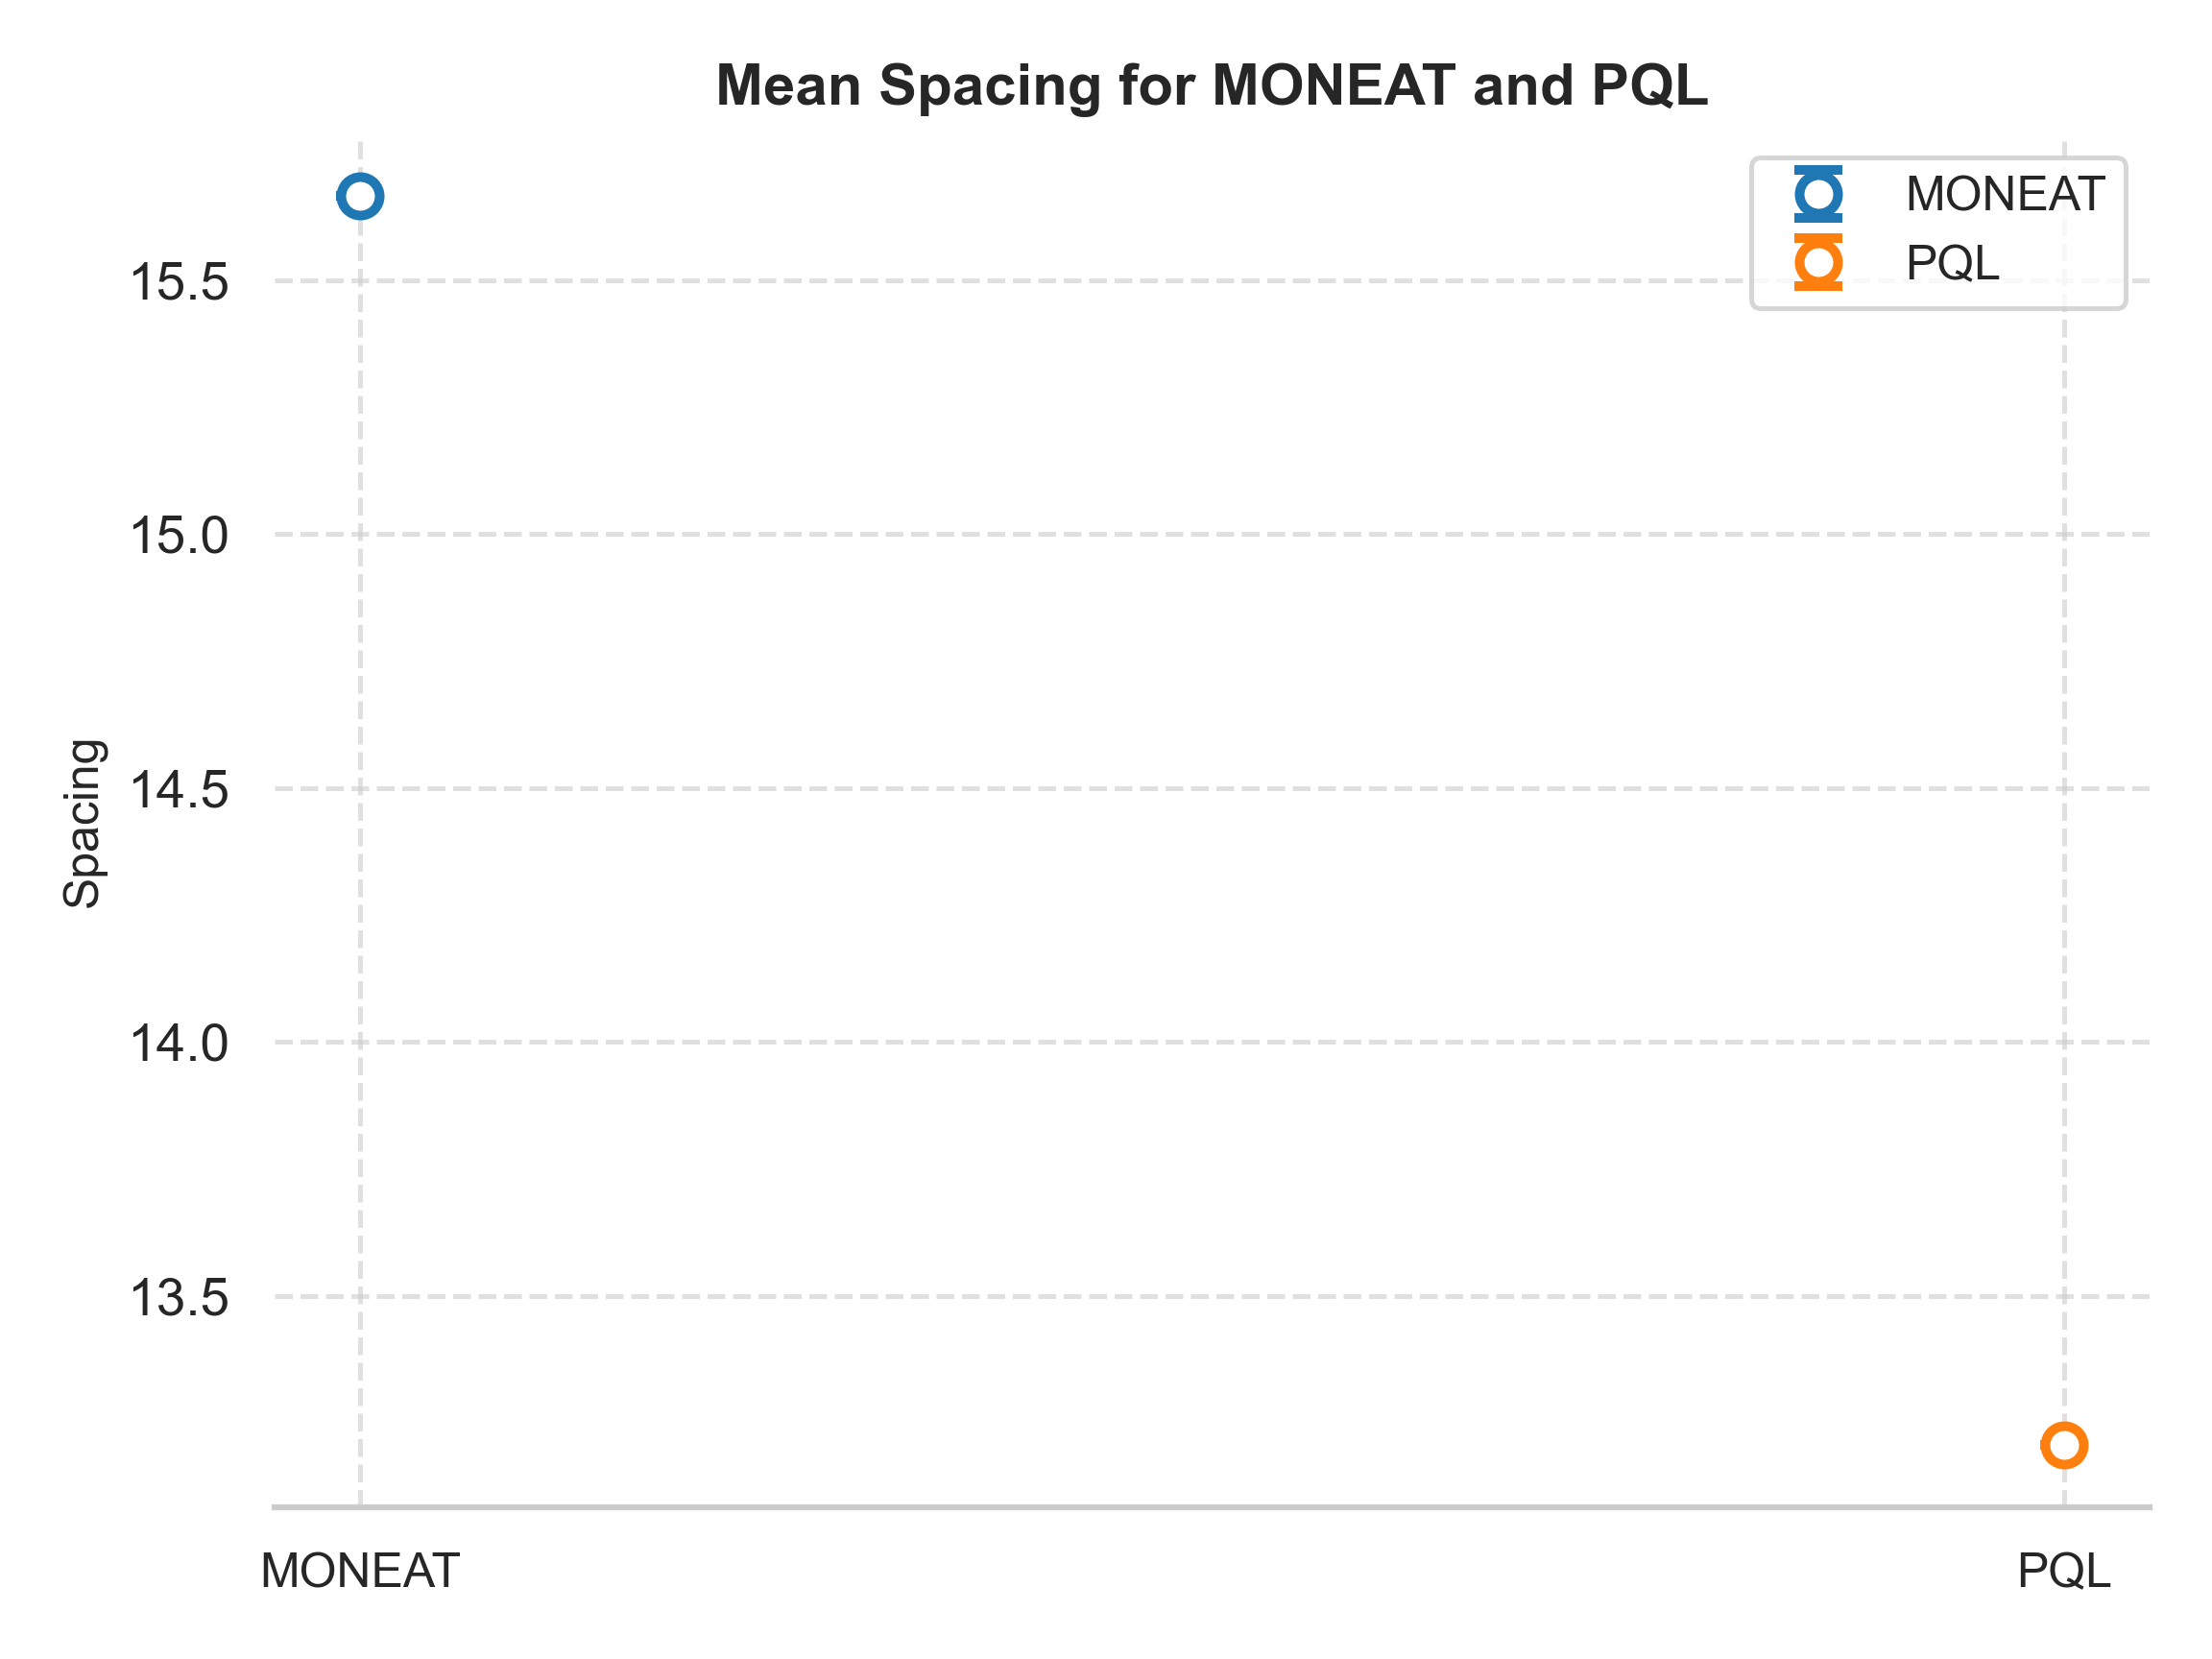 Mean Spacing for MONEAT and PQL
MONEAT
PQL
15.5
15.0
14.5
14.0
13.5
Spacing
MONEAT
PQL